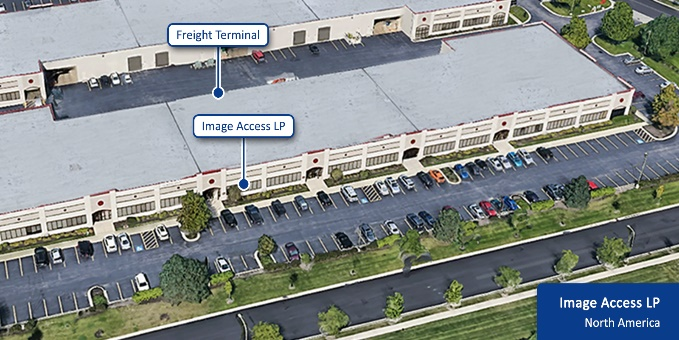 Freight Terminal
Image Access LP
Image Access LP
North America